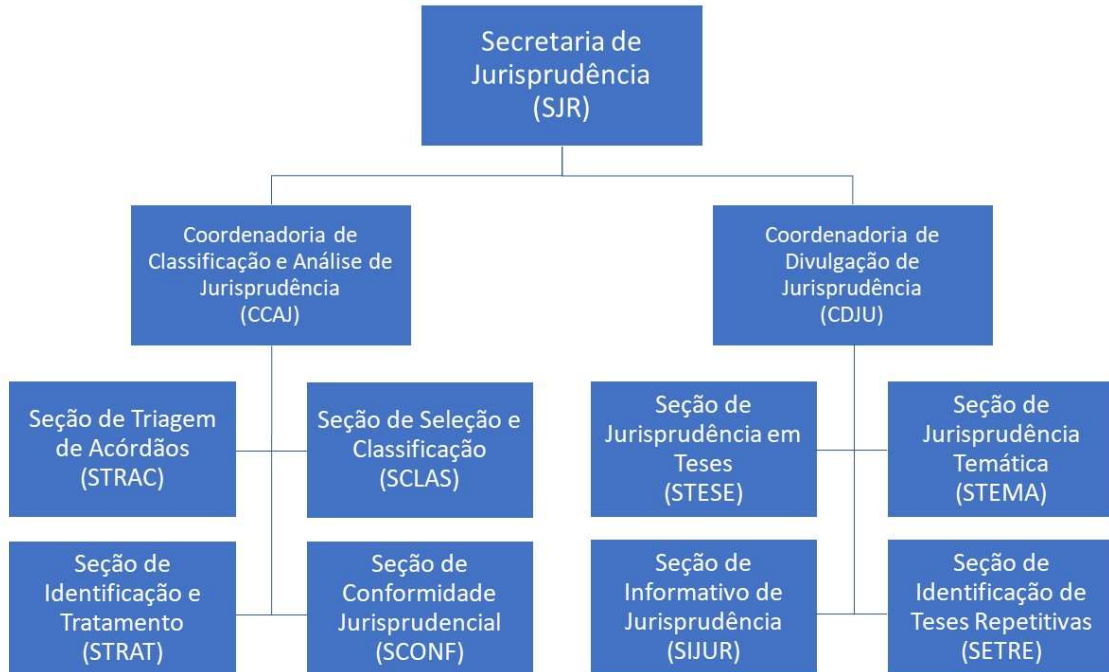 Secretaria de
Jurisprudência
(SJR)
Coordenadoria de
Classificação e Análise de
Jurisprudência
(CCAJ)
Coordenadoria de
Divulgação de
Jurisprudência
(CDJU)
Seção de Triagem
de Acórdãos
(STRAC)
Seção de Seleção e
Classificação
(SCLAS)
Seção de
Jurisprudência em
Teses
(STESE)
Seção de
Jurisprudência
Temática
(STEMA)
Seção de
Identificação e
Tratamento
(STRAT)
Seção de
Conformidade
Jurisprudencial
(SCONF)
Seção de
Informativo de
Jurisprudência
(SIJUR)
Seção de
Identificação de
Teses Repetitivas
(SETRE)